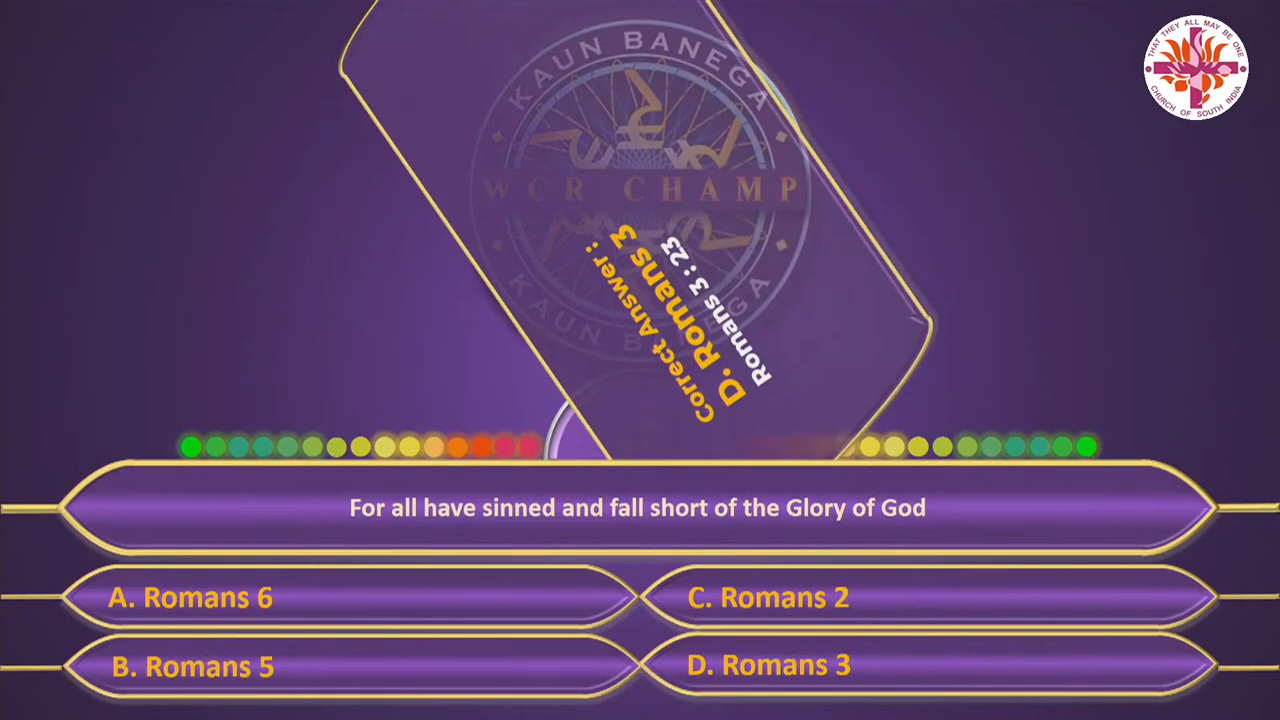 THAT THEY ALL MAY BE ONE
CHURCH OF SOUTH INDIA
KAUN BANEGA
WCR CHAMP
KAUN BANEGA
Correct Answer :
D. Romans 3
Romans 3 : 23
For all have sinned and fall short of the Glory of God
A. Romans 6
C. Romans 2
B. Romans 5
D. Romans 3